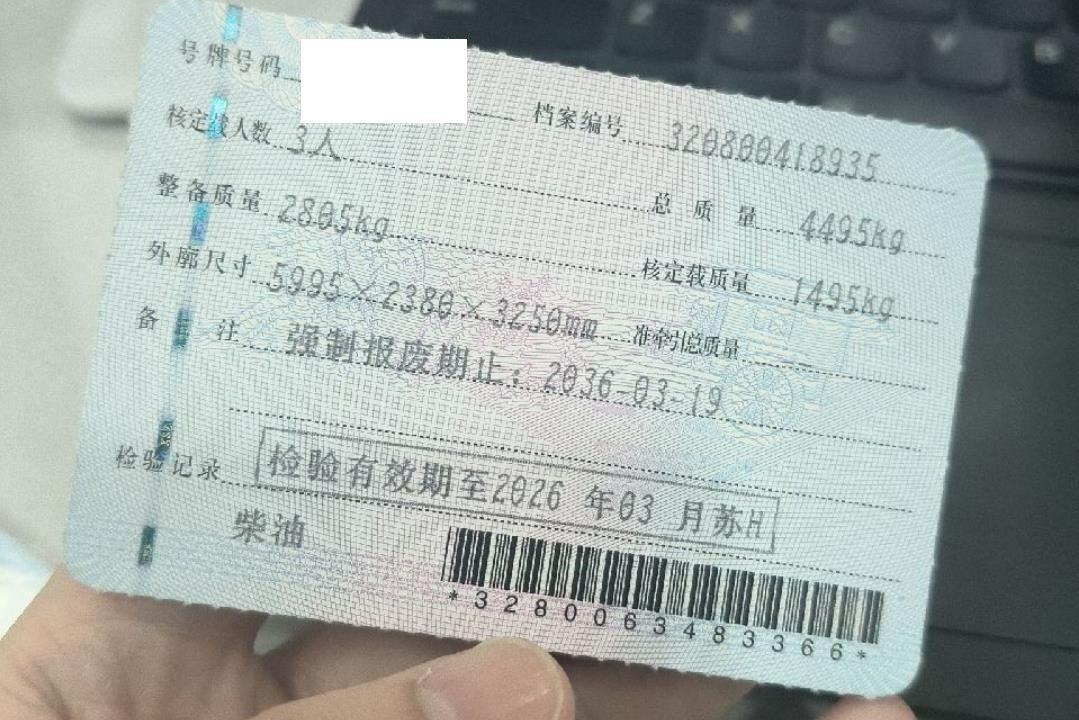 号牌号码 档案编号 320800418935
核定载人数 3人 总质量 4495kg
整备质量 2805kg 核定载质量 1495kg
外廓尺寸 5995×2380×3250mm 准牵引总质量 --
备注 强制报废期止：2036-03-19
检验记录 检验有效期至2026 年03 月苏H
柴油
*3280063483366*